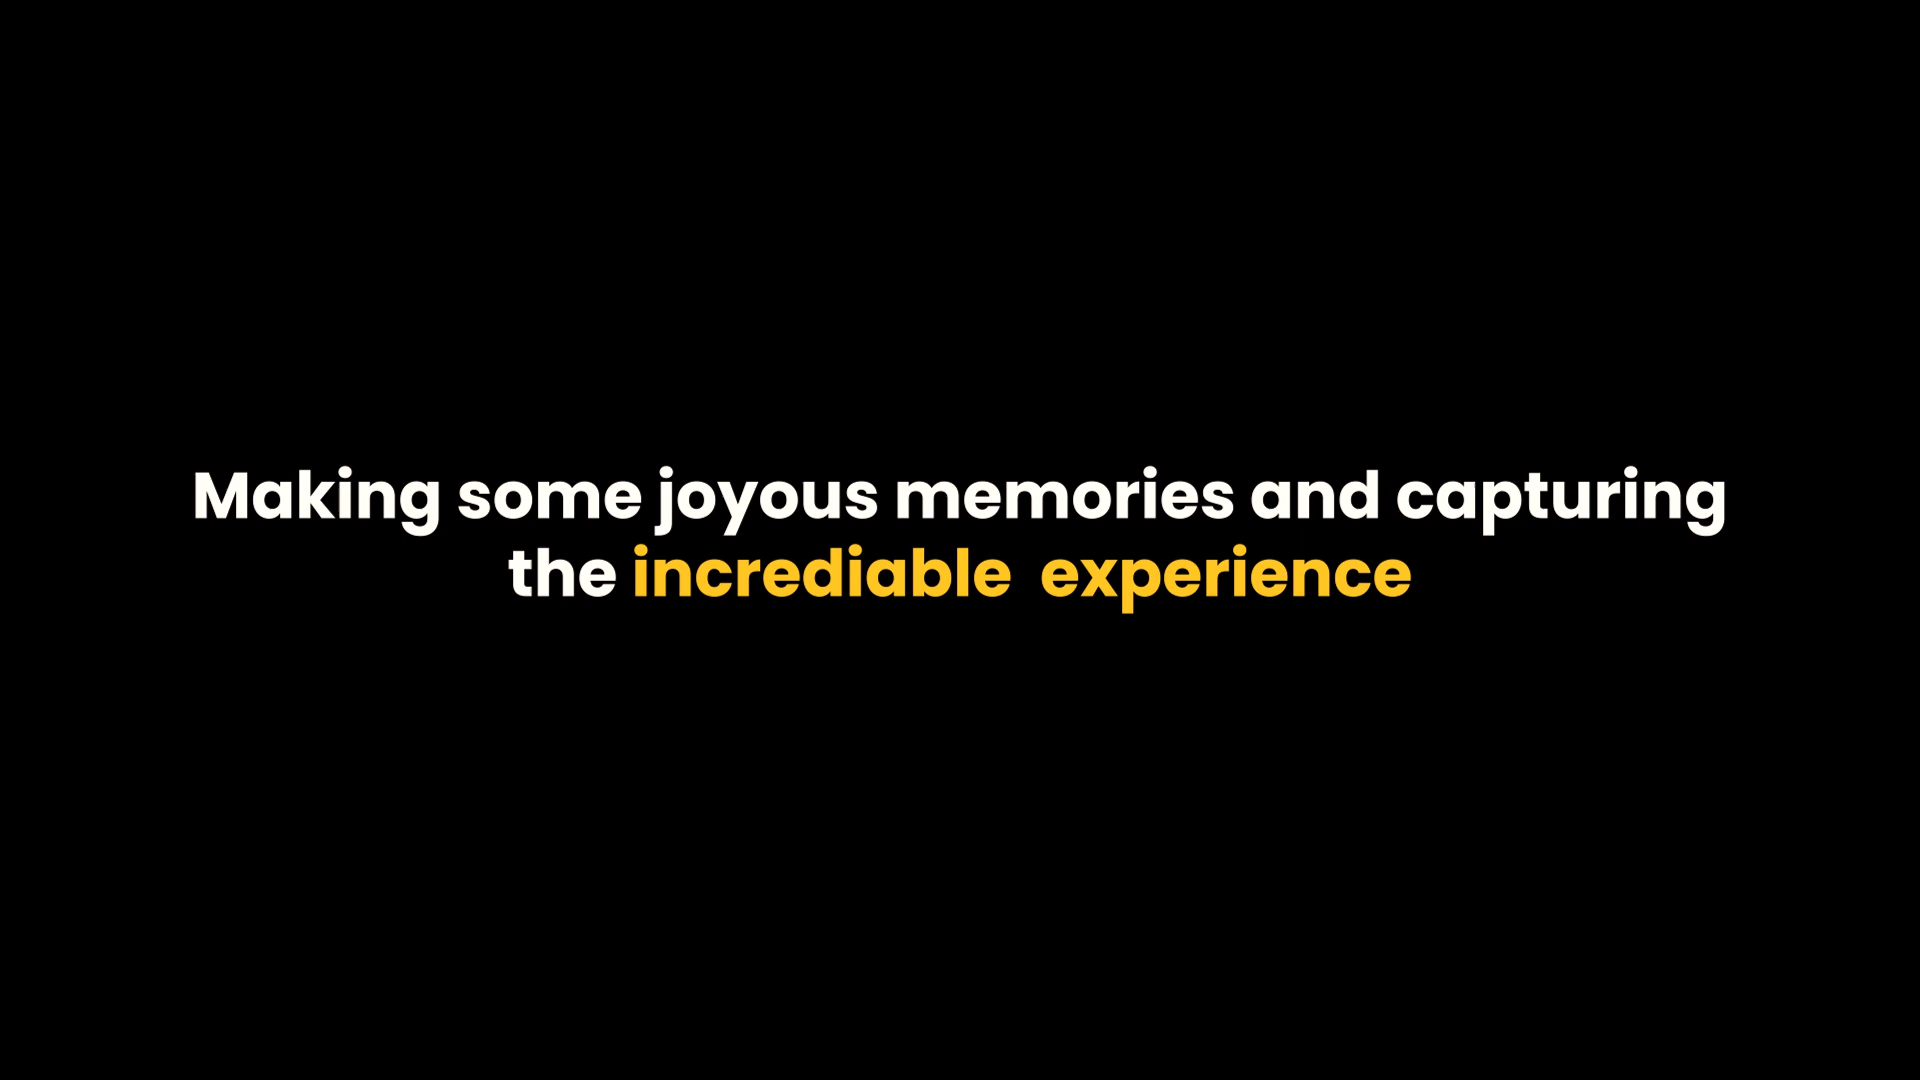 Making some joyous memories and capturing
the incrediable  experience